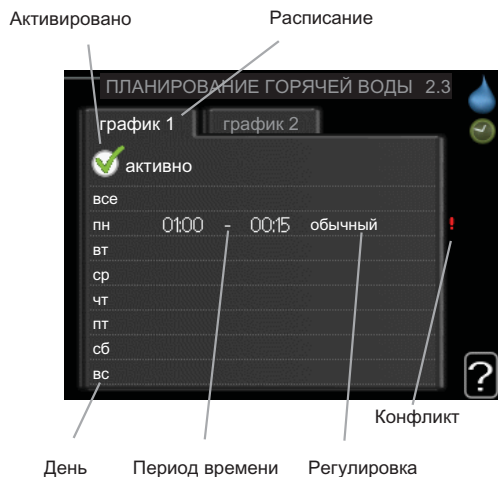 Активировано
Расписание
ПЛАНИРОВАНИЕ ГОРЯЧЕЙ ВОДЫ 2.3
график 1 график 2
активно
все
пн 01:00 - 00:15 обычный !
вт
ср
чт
пт
сб
вс
?
Конфликт
День Период времени Регулировка